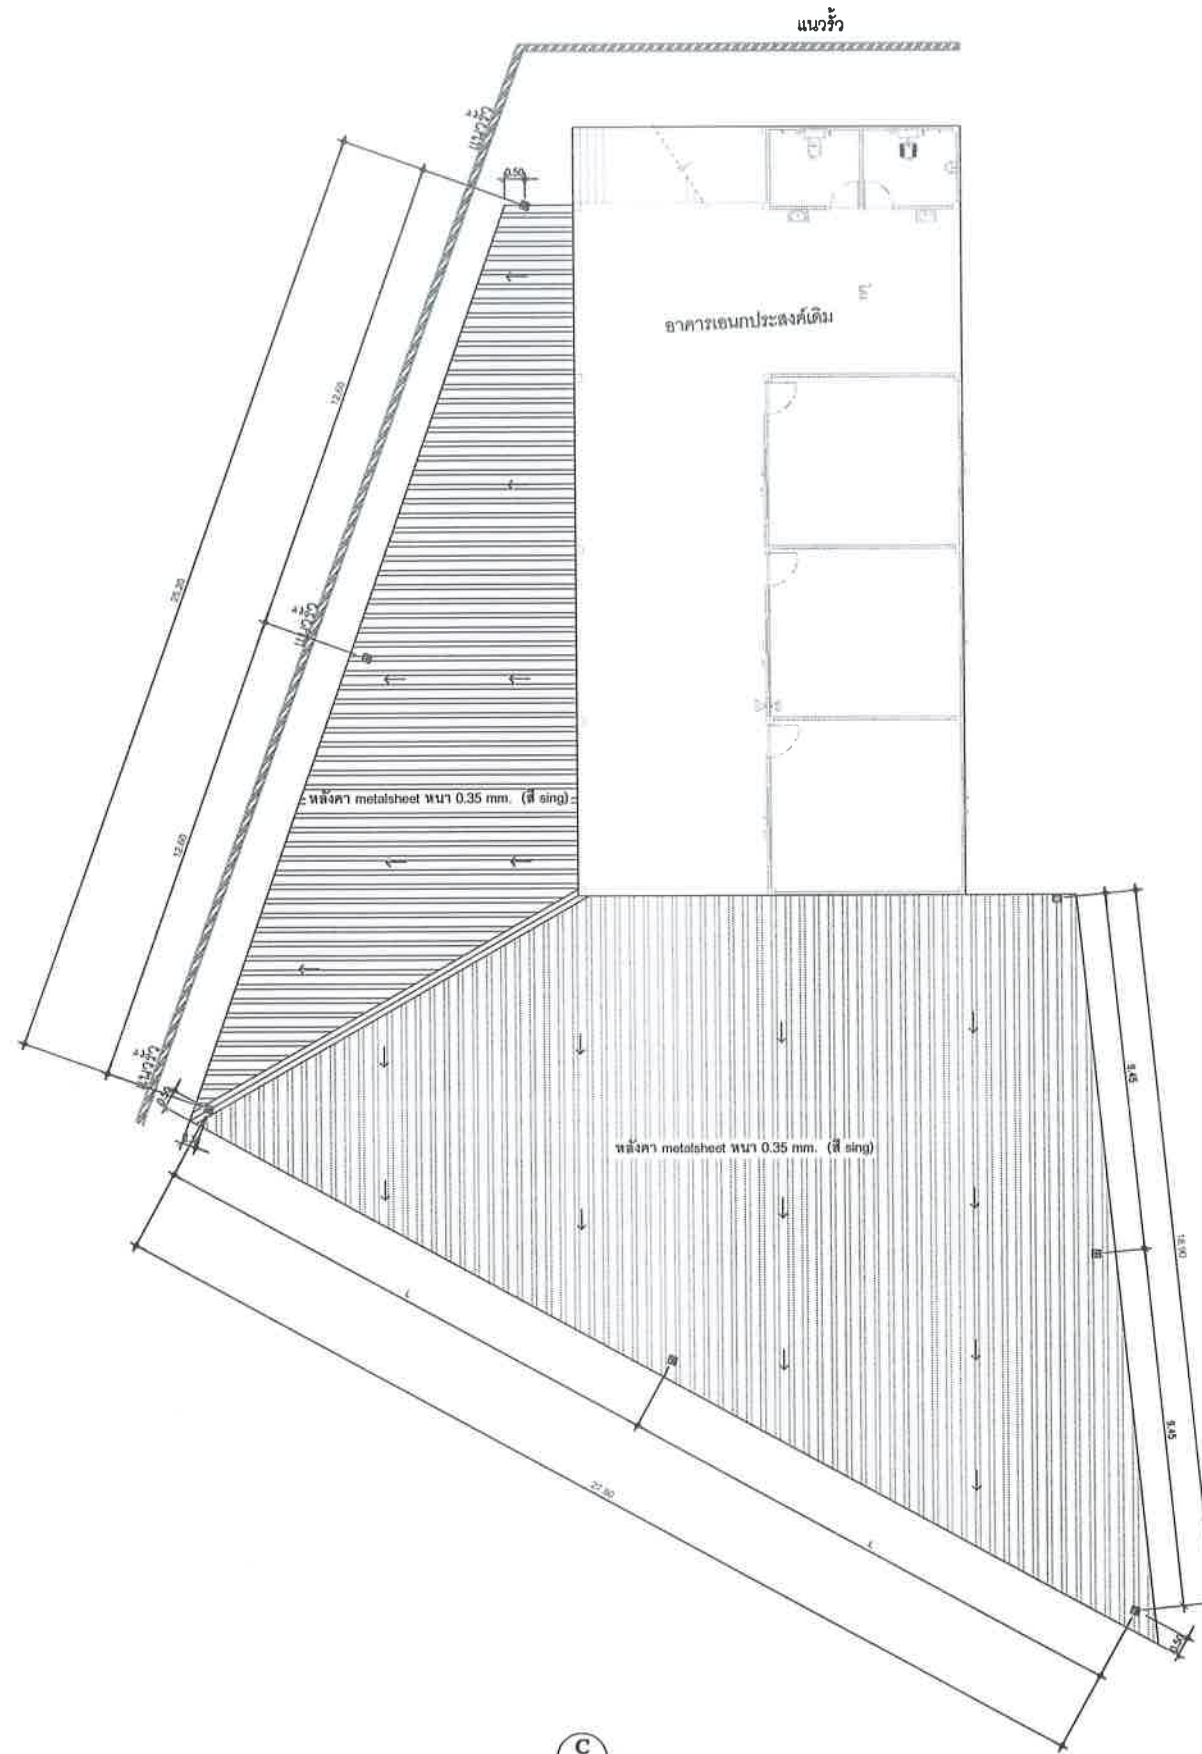 แนวรั้ว
แนวรั้ว
0.50
อาคารเอนกประสงค์เดิม
12.60
25.20
แนวรั้ว
หลังคา metalsheet หนา 0.35 mm. (สี sing)
12.60
แนวรั้ว
0.50
9.45
หลังคา metalsheet หนา 0.35 mm. (สี sing)
18.90
9.45
0.50
C